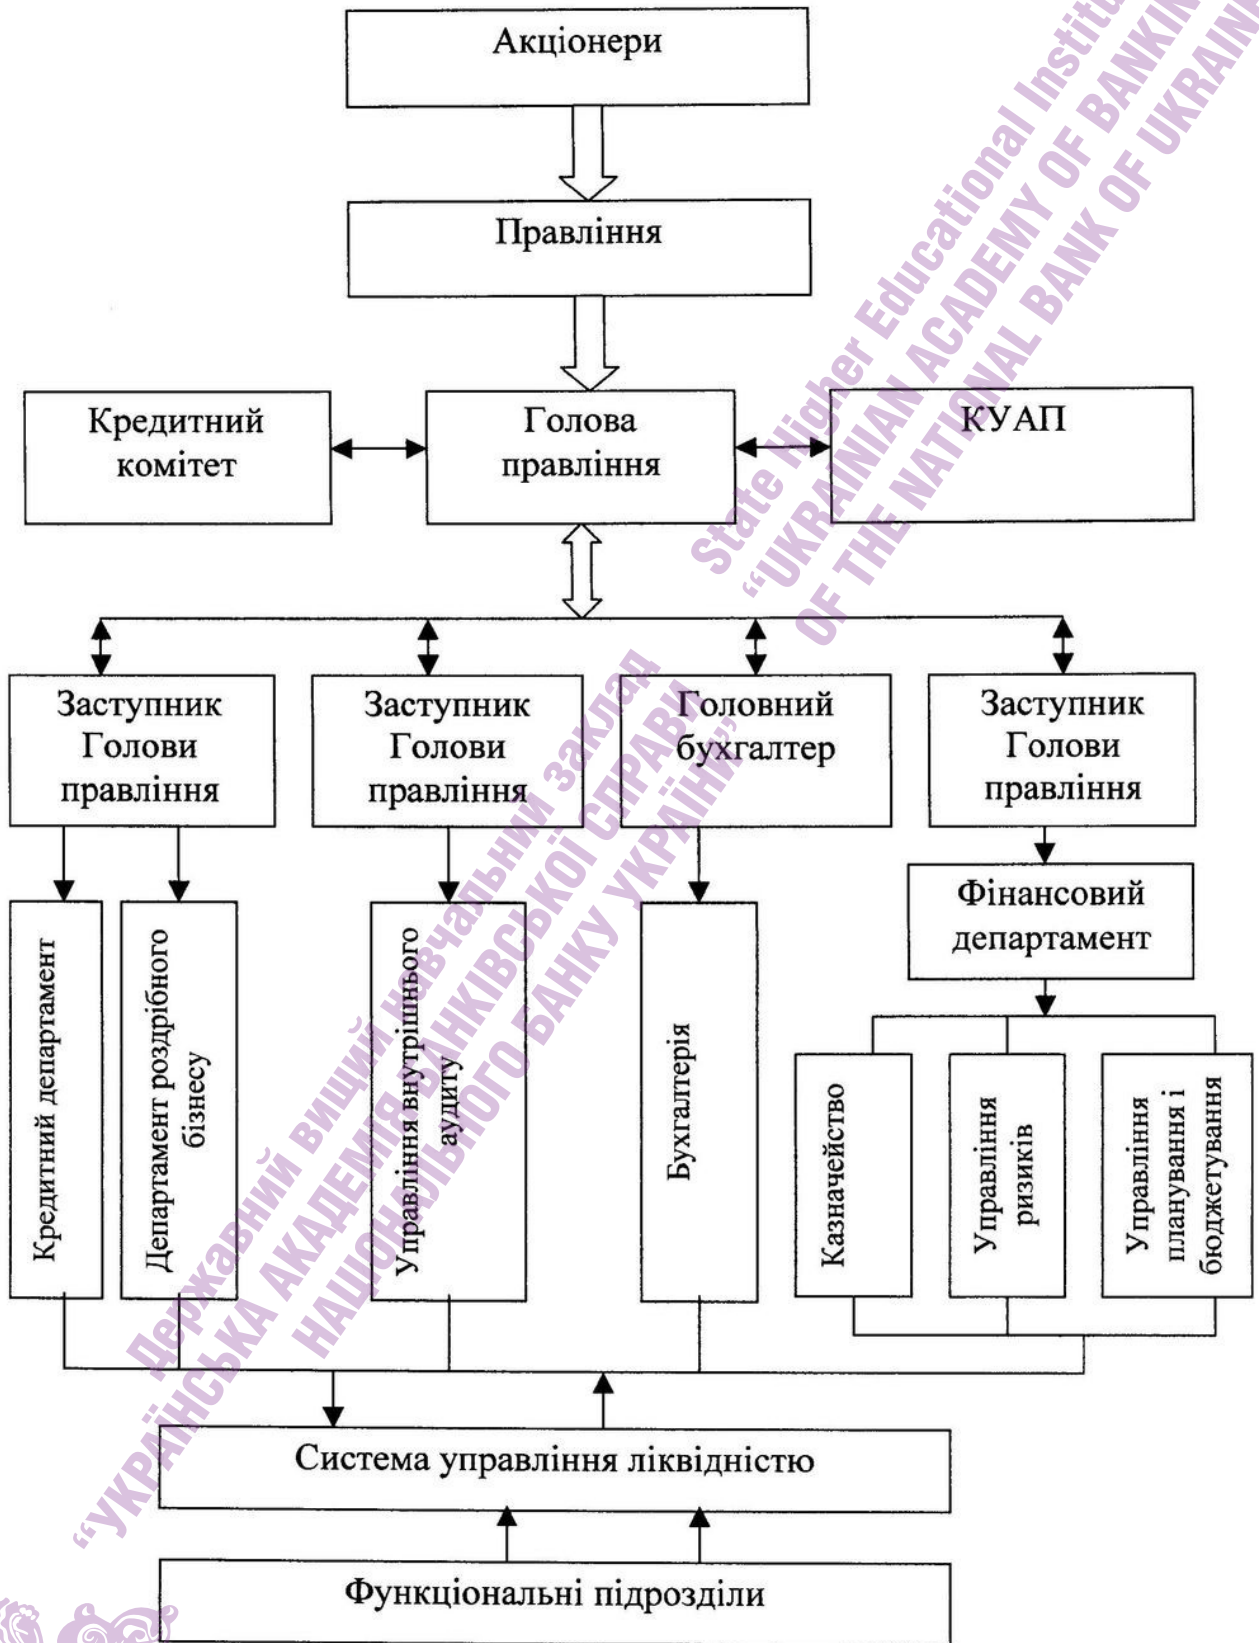 Акціонери
Правління
Кредитний
комітет
Голова
правління
КУАП
Заступник
Голови
правління
Заступник
Голови
правління
Головний
бухгалтер
Заступник
Голови
правління
Фінансовий
департамент
Кредитний департамент
Департамент роздрібного
бізнесу
Управління внутрішнього
аудиту
Бухгалтерія
Казначейство
Управління
ризиків
Управління
планування і
бюджетування
Система управління ліквідністю
Функціональні підрозділи
Державний вищий навчальний заклад
“УКРАЇНСЬКА АКАДЕМІЯ БАНКІВСЬКОЇ СПРАВИ
НАЦІОНАЛЬНОГО БАНКУ УКРАЇНИ”
State Higher Educational
“UKRAINIAN ACADEMY OF
OF THE NATIONAL BANK OF